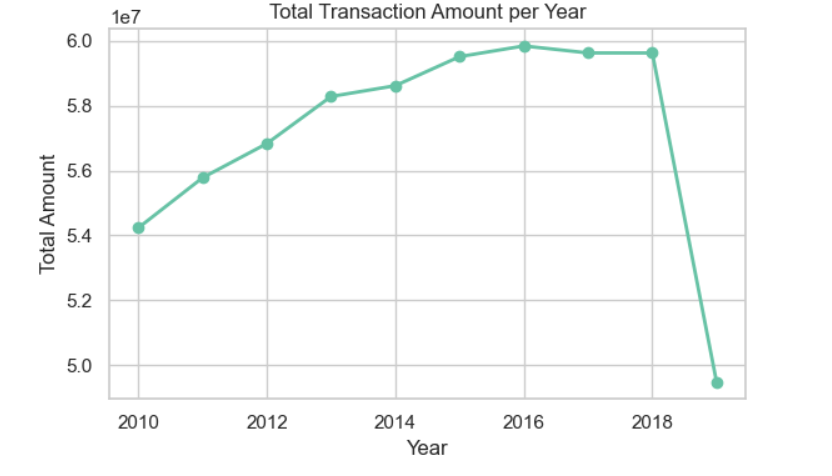 Total Transaction Amount per Year
1e7
6.0
5.8
5.6
5.4
5.2
5.0
Total Amount
2010 2012 2014 2016 2018
Year